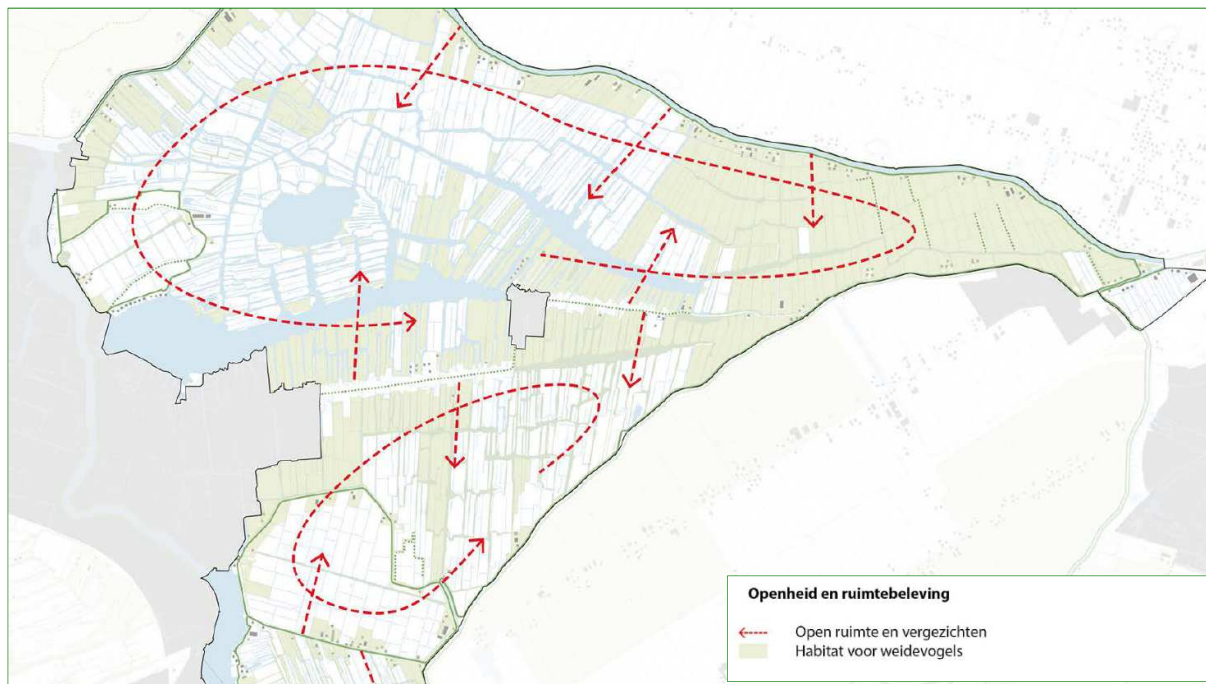 Openheid en ruimtebeleving
Open ruimte en vergezichten
Habitat voor weidevogels